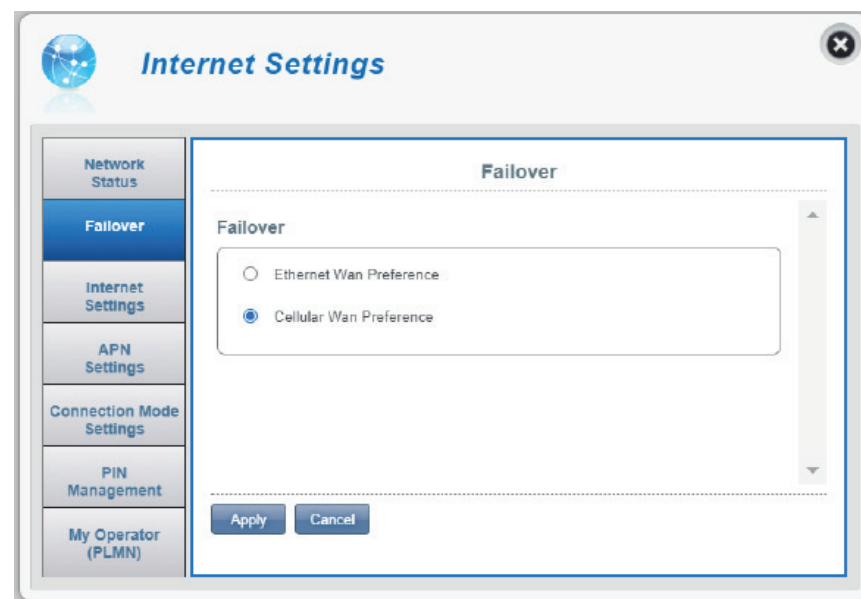 Internet Settings
Network
Status
Failover
Internet
Settings
APN
Settings
Connection Mode
Settings
PIN
Management
My Operator
(PLMN)
Failover
Failover
Ethernet Wan Preference
Cellular Wan Preference
Apply
Cancel